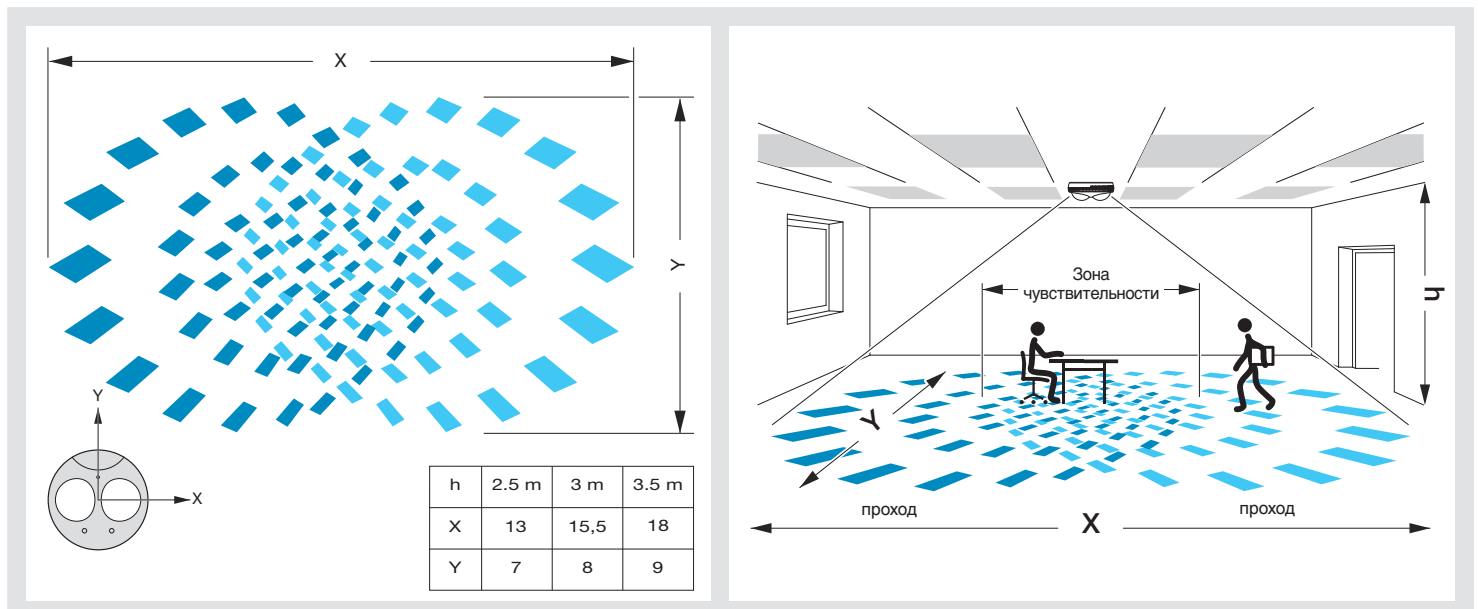 X
Y
Y
X
h 2.5 m 3 m 3.5 m
X 13 15,5 18
Y 7 8 9
Зона
чувствительности
h
Y
проход
проход
X